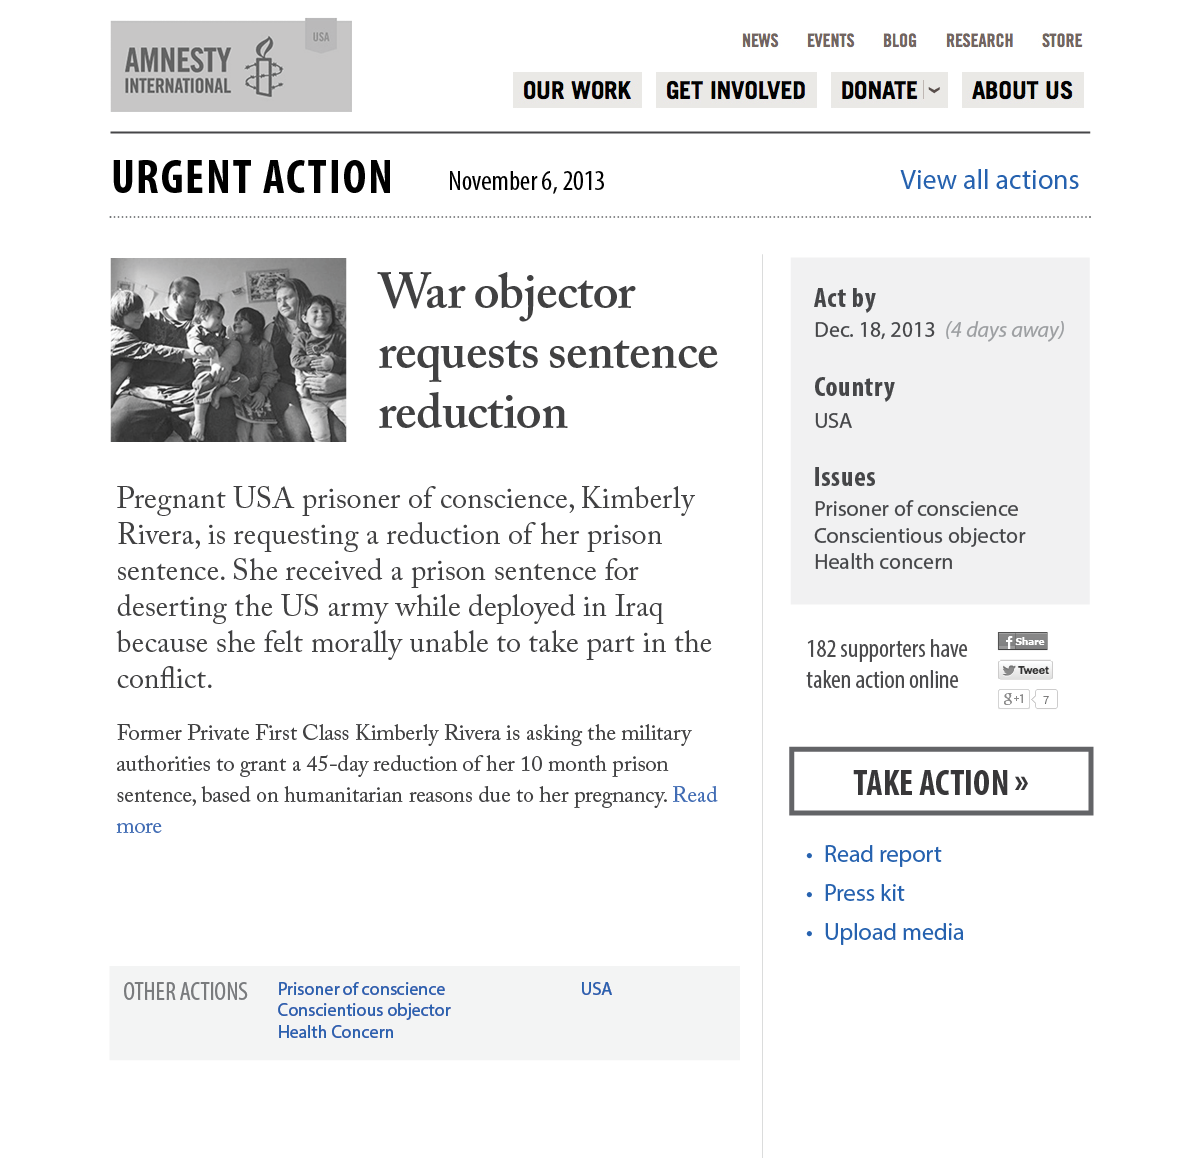 AMNESTY
INTERNATIONAL
USA
NEWS EVENTS BLOG RESEARCH STORE
OUR WORK GET INVOLVED DONATE ABOUT US
URGENT ACTION November 6, 2013 View all actions
War objector
requests sentence
reduction
Pregnant USA prisoner of conscience, Kimberly
Rivera, is requesting a reduction of her prison
sentence. She received a prison sentence for
deserting the US army while deployed in Iraq
because she felt morally unable to take part in the
conflict.
Former Private First Class Kimberly Rivera is asking the military
authorities to grant a 45-day reduction of her 10 month prison
sentence, based on humanitarian reasons due to her pregnancy. Read
more
OTHER ACTIONS
Prisoner of conscience
Conscientious objector
Health Concern
USA
Act by
Dec. 18, 2013 (4 days away)
Country
USA
Issues
Prisoner of conscience
Conscientious objector
Health concern
182 supporters have
taken action online
f Share
Tweet
g+1 7
TAKE ACTION »
• Read report
• Press kit
• Upload media